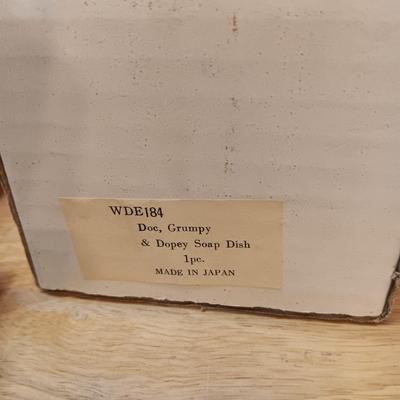 WDE184
Doc, Grumpy
& Dopey Soap Dish
1pc.
MADE IN JAPAN